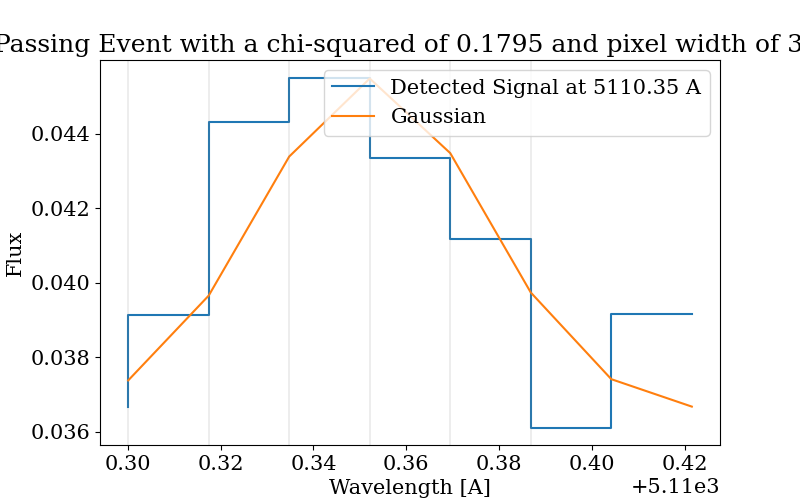 Passing Event with a chi-squared of 0.1795 and pixel width of 3
Detected Signal at 5110.35 A
Gaussian
Flux
0.044
0.042
0.040
0.038
0.036
0.30 0.32 0.34 0.36 0.38 0.40 0.42
+5.11e3
Wavelength [A]